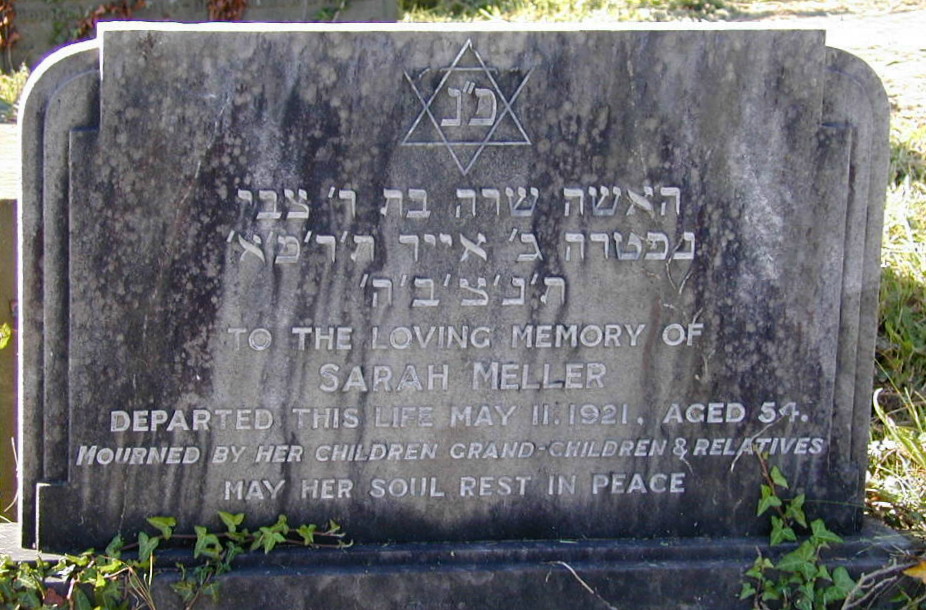 כ"נ
האשה שרה בת ר' צבי
נפטרה ג' אייר ת'ר'פ'א'
ת'נ'צ'ב'ה'
TO THE LOVING MEMORY OF
SARAH MELLER
DEPARTED THIS LIFE MAY 11. 1921, AGED 54.
MOURNED BY HER CHILDREN GRAND-CHILDREN & RELATIVES
MAY HER SOUL REST IN PEACE